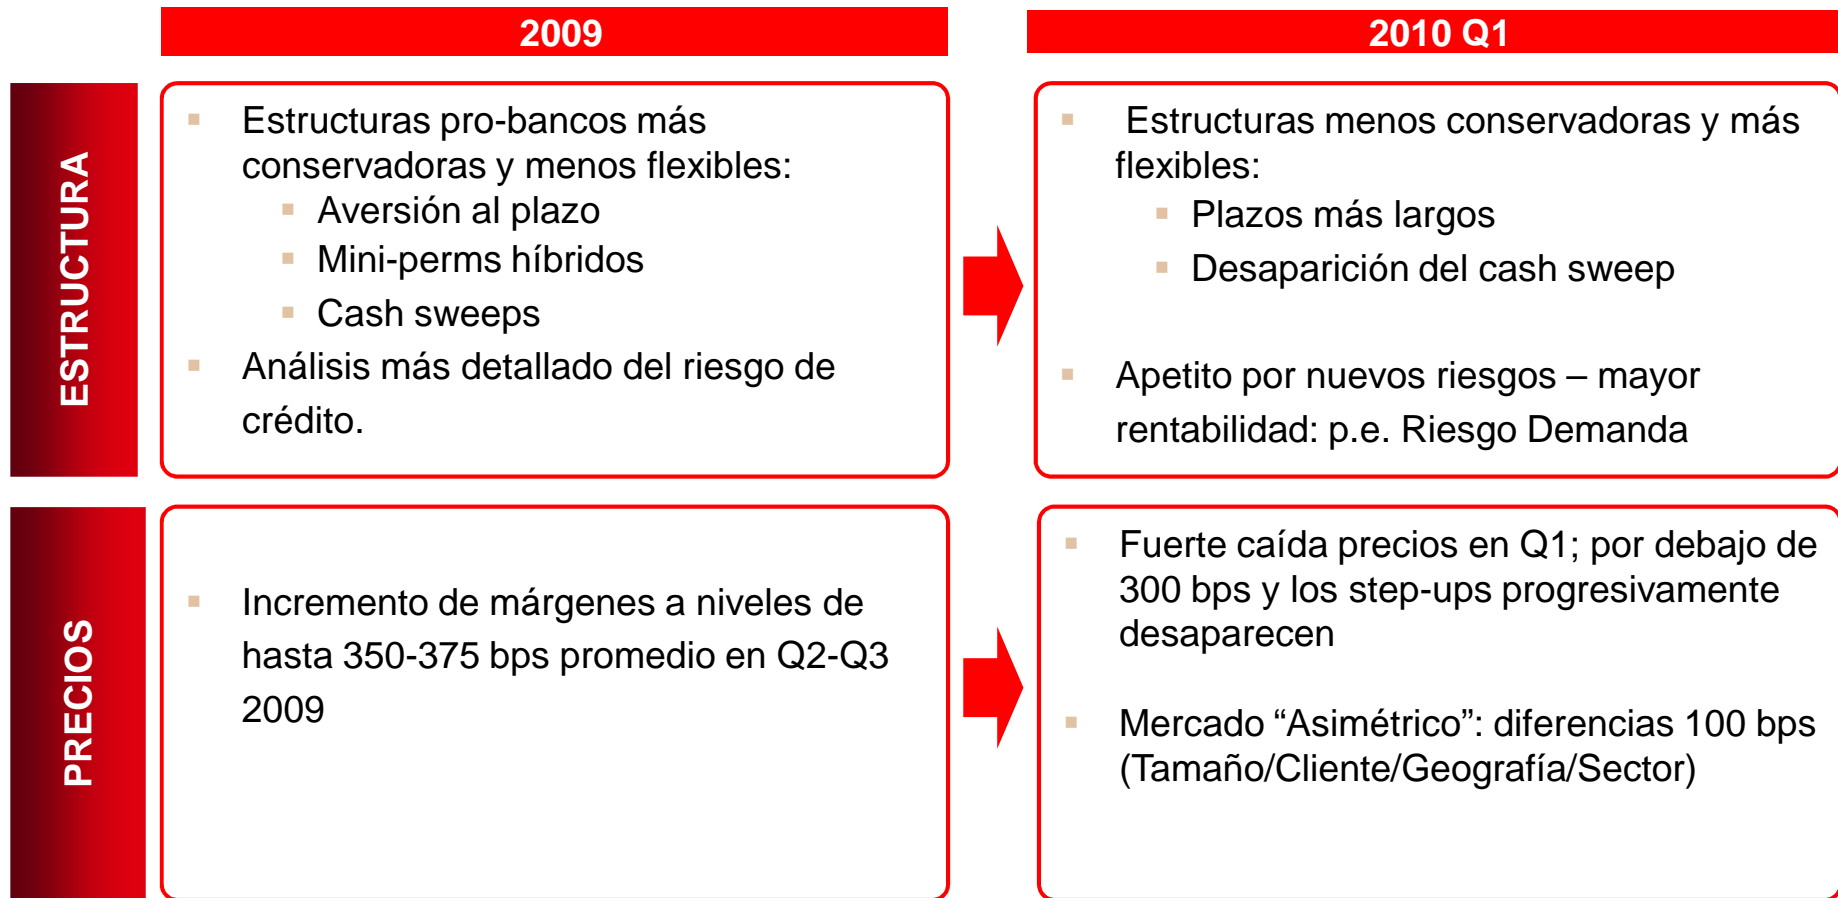 2009
2010 Q1
ESTRUCTURA
Estructuras pro-bancos más
conservadoras y menos flexibles:
Aversión al plazo
Mini-perms híbridos
Cash sweeps
Análisis más detallado del riesgo de
crédito.
Estructuras menos conservadoras y más
flexibles:
Plazos más largos
Desaparición del cash sweep
Apetito por nuevos riesgos – mayor
rentabilidad: p.e. Riesgo Demanda
PRECIOS
Incremento de márgenes a niveles de
hasta 350-375 bps promedio en Q2-Q3
2009
Fuerte caída precios en Q1; por debajo de
300 bps y los step-ups progresivamente
desaparecen
Mercado “Asimétrico”: diferencias 100 bps
(Tamaño/Cliente/Geografía/Sector)